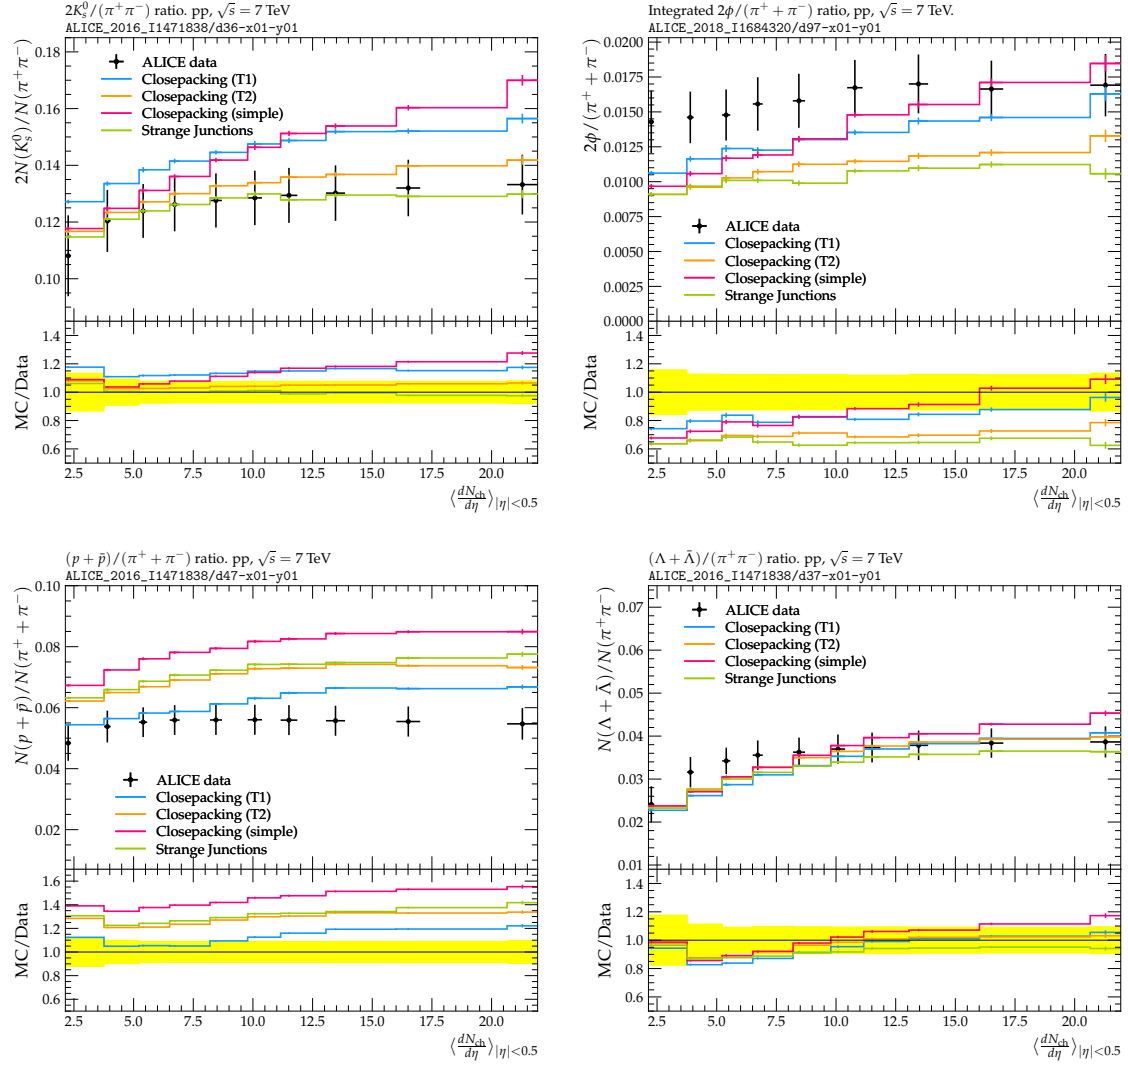 2K⁰ₛ/(π⁺π⁻) ratio. pp, √s = 7 TeV
ALICE_2016_I1471838/d36-x01-y01
2N(K⁰ₛ)/N(π⁺π⁻)
0.18
0.16
0.14
0.12
0.10
ALICE data
Closepacking (T1)
Closepacking (T2)
Closepacking (simple)
Strange Junctions
MC/Data
1.4
1.2
1.0
0.8
0.6
2.5 5.0 7.5 10.0 12.5 15.0 17.5 20.0
⟨dN_ch/dη⟩|η|<0.5
Integrated 2φ/(π⁺ + π⁻) ratio, pp, √s = 7 TeV.
ALICE_2018_I1684320/d97-x01-y01
2φ/(π⁺ + π⁻)
0.0200
0.0175
0.0150
0.0125
0.0100
0.0075
0.0050
0.0025
0.0000
ALICE data
Closepacking (T1)
Closepacking (T2)
Closepacking (simple)
Strange Junctions
MC/Data
1.4
1.2
1.0
0.8
0.6
2.5 5.0 7.5 10.0 12.5 15.0 17.5 20.0
⟨dN_ch/dη⟩|η|<0.5
(p + p̄)/(π⁺ + π⁻) ratio. pp, √s = 7 TeV
ALICE_2016_I1471838/d47-x01-y01
N(p + p̄)/N(π⁺ + π⁻)
0.10
0.08
0.06
0.04
0.02
ALICE data
Closepacking (T1)
Closepacking (T2)
Closepacking (simple)
Strange Junctions
MC/Data
1.6
1.4
1.2
1.0
0.8
0.6
2.5 5.0 7.5 10.0 12.5 15.0 17.5 20.0
⟨dN_ch/dη⟩|η|<0.5
(Λ + Λ̄)/(π⁺π⁻) ratio. pp, √s = 7 TeV
ALICE_2016_I1471838/d37-x01-y01
N(Λ + Λ̄)/N(π⁺π⁻)
0.07
0.06
0.05
0.04
0.03
0.02
0.01
ALICE data
Closepacking (T1)
Closepacking (T2)
Closepacking (simple)
Strange Junctions
MC/Data
1.4
1.2
1.0
0.8
0.6
2.5 5.0 7.5 10.0 12.5 15.0 17.5 20.0
⟨dN_ch/dη⟩|η|<0.5